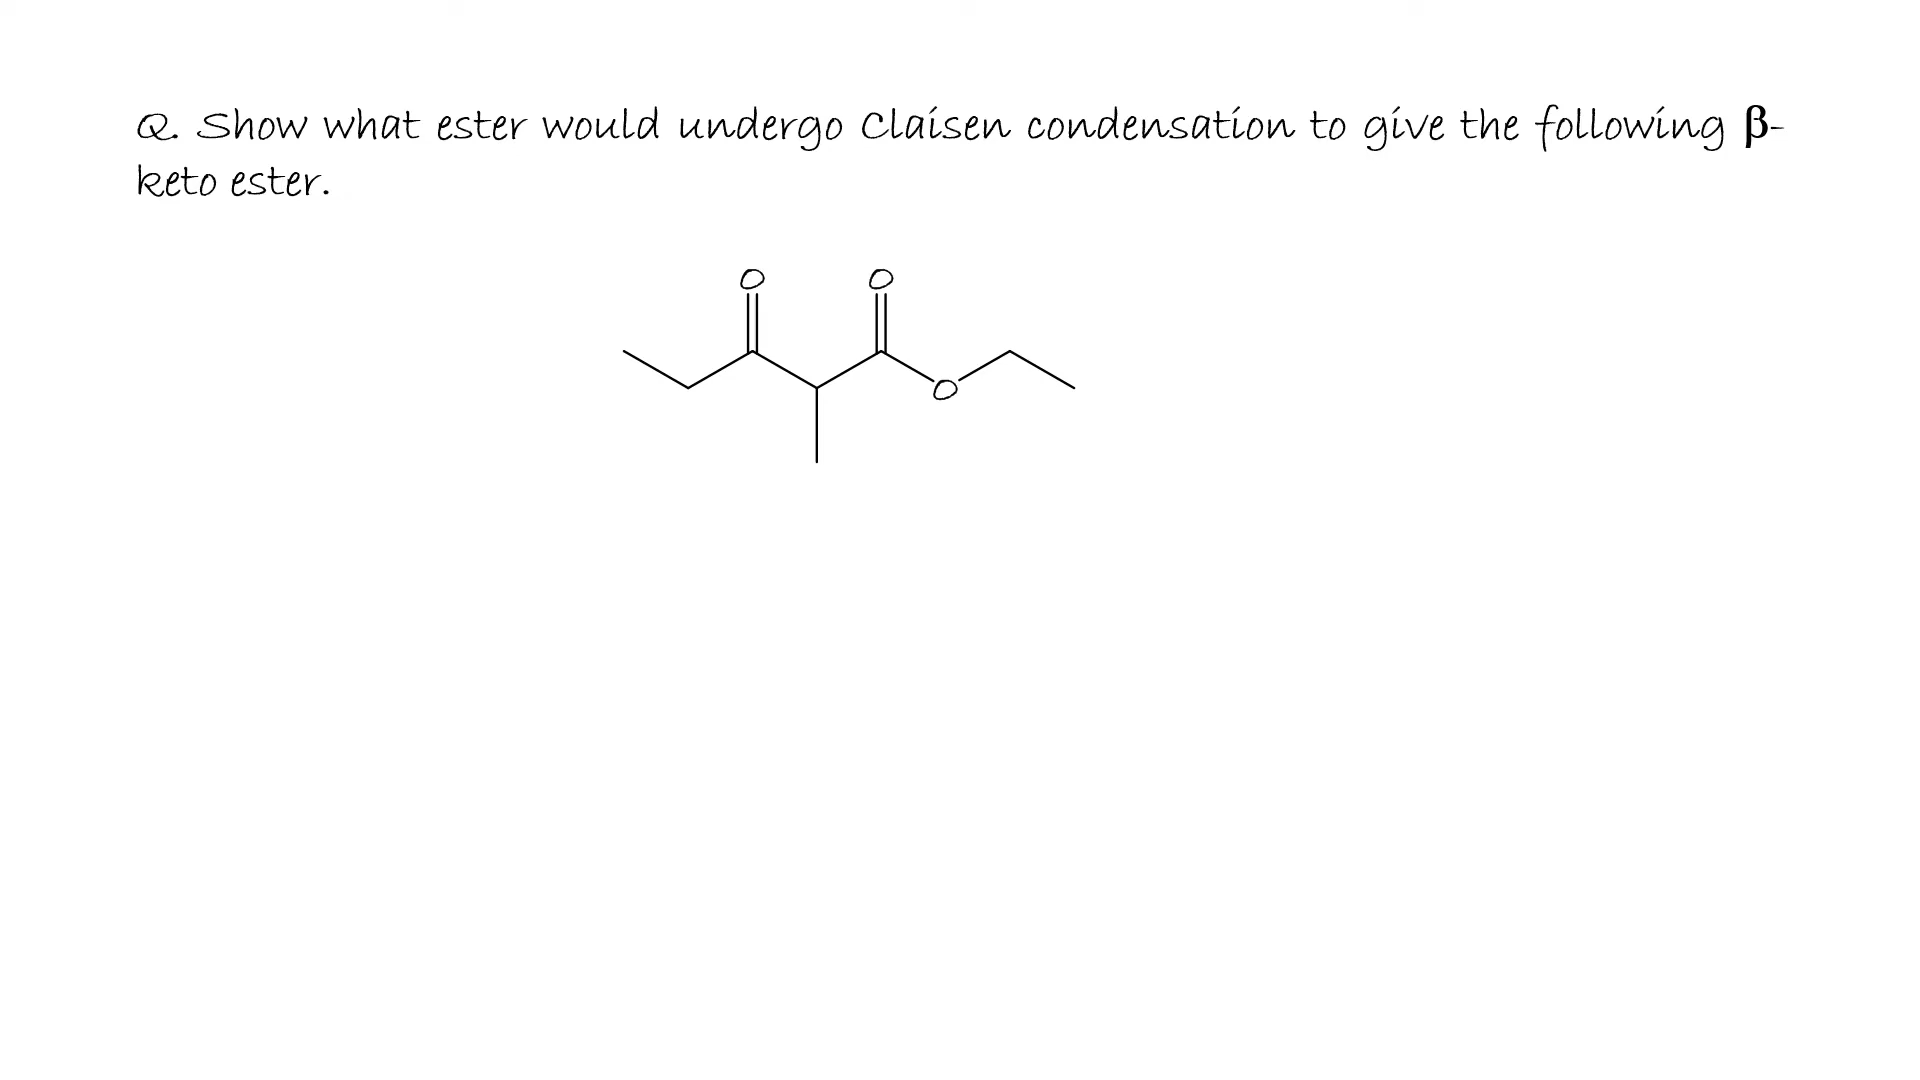 Q. Show what ester would undergo Claisen condensation to give the following β-
keto ester.
O O
O